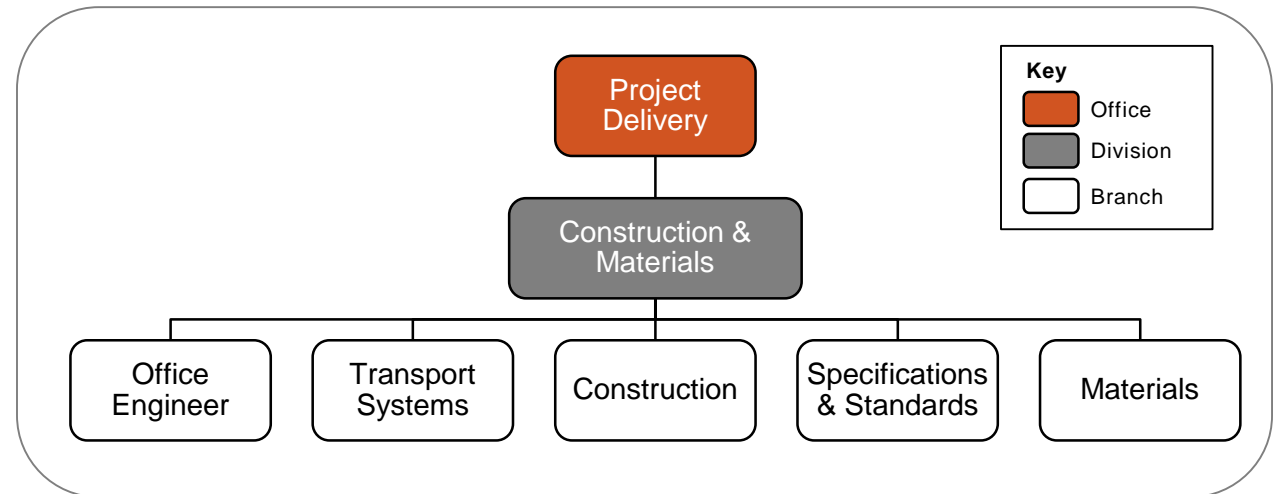 Project
Delivery
Key
Office
Division
Branch
Construction &
Materials
Office
Engineer
Transport
Systems
Construction
Specifications
& Standards
Materials